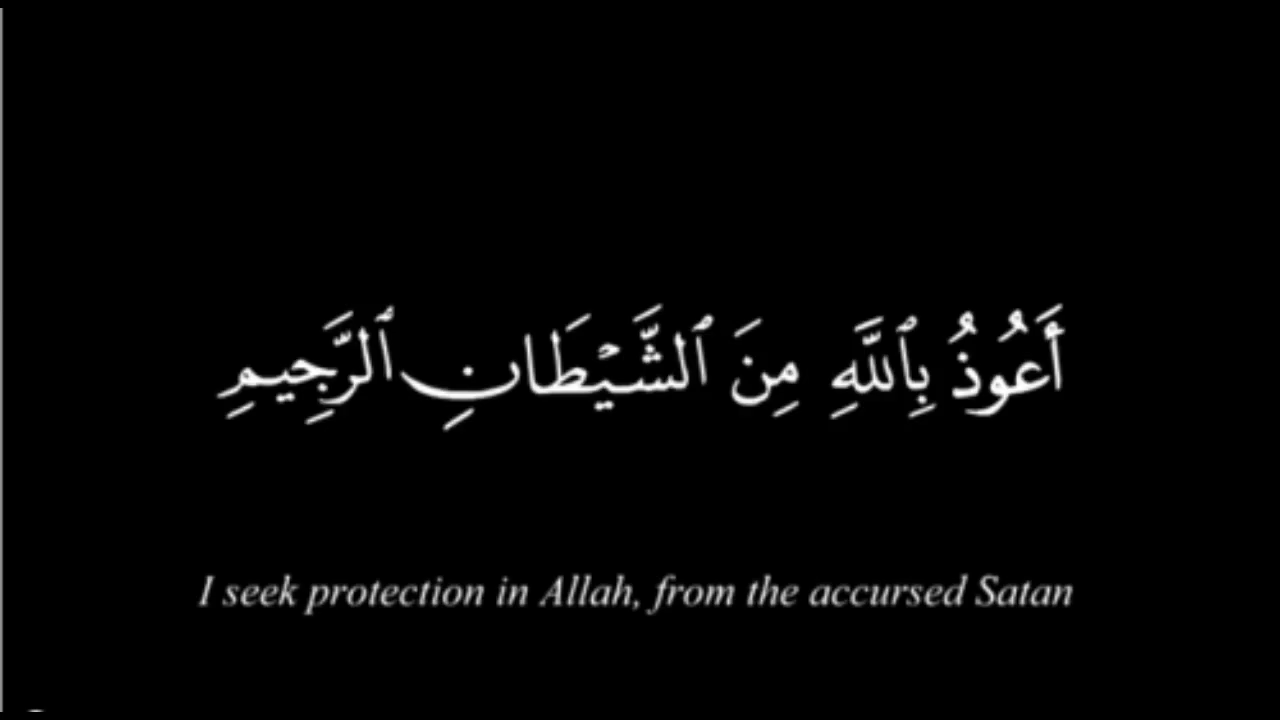 أَعُوذُ بِٱللَّهِ مِنَ ٱلشَّيۡطَانِ ٱلرَّجِيمِ
I seek protection in Allah, from the accursed Satan